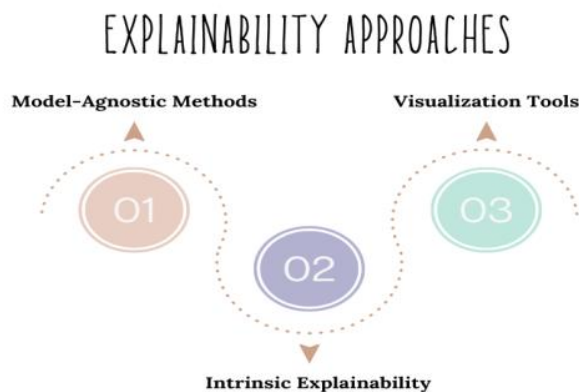 EXPLAINABILITY APPROACHES
Model-Agnostic Methods
Visualization Tools
01
03
02
Intrinsic Explainability